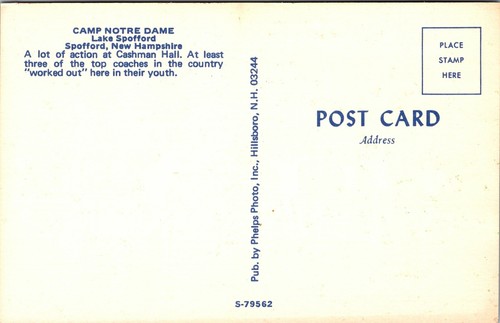 CAMP NOTRE DAME
Lake Spofford
Spofford, New Hampshire
A lot of action at Cashman Hall. At least
three of the top coaches in the country
"worked out" here in their youth.
Pub. by Phelps Photo, Inc., Hillsboro, N.H. 03244
S-79562
PLACE
STAMP
HERE
POST CARD
Address